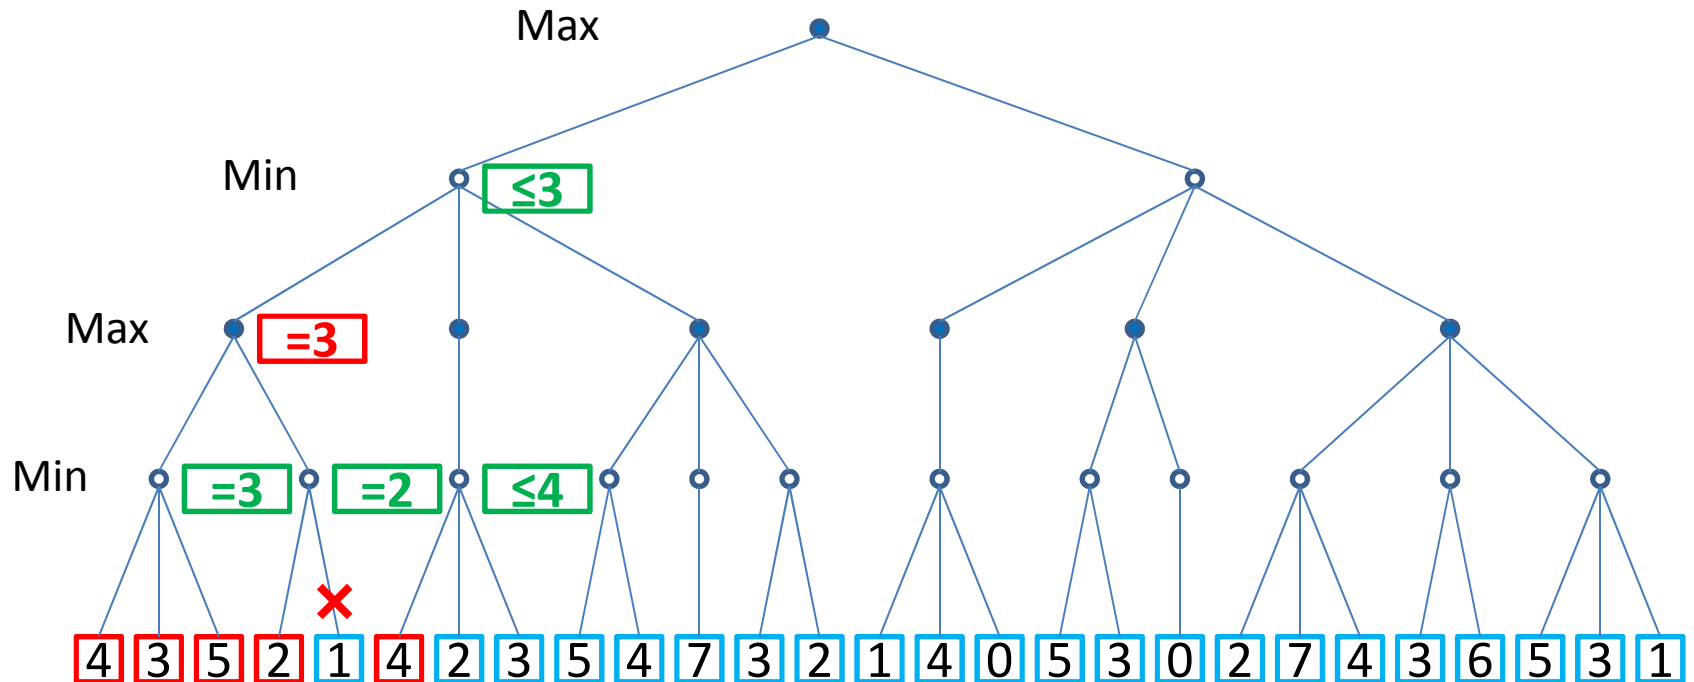 Max
Min ≤3
Max =3
Min =3 =2 ≤4
×
4 3 5 2 1 4 2 3 5 4 7 3 2 1 4 0 5 3 0 2 7 4 3 6 5 3 1